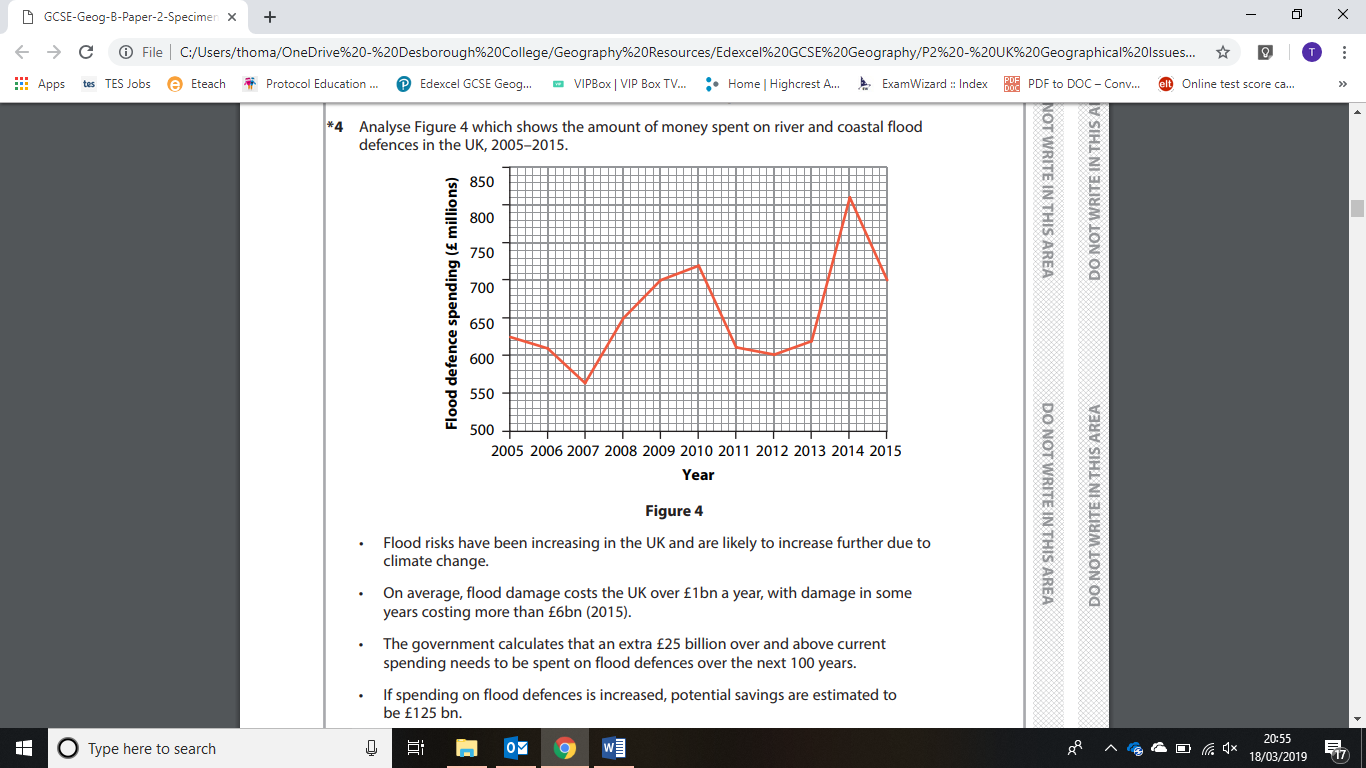 GCSE-Geog-B-Paper-2-Specimen
File
C:/Users/thoma/OneDrive%20-%20Desborough%20College/Geography%20Resources/Edexcel%20GCSE%20Geography/P2%20-%20UK%20Geographical%20Issues...
T
Apps
tes TES Jobs
Eteach
Protocol Education ...
Edexcel GCSE Geog...
VIPBox | VIP Box TV...
Home | Highcrest A...
ExamWizard :: Index
PDF to DOC – Conv...
Online test score ca...
»
*4 Analyse Figure 4 which shows the amount of money spent on river and coastal flood
defences in the UK, 2005–2015.
Flood defence spending (£ millions)
850
800
750
700
650
600
550
500
2005 2006 2007 2008 2009 2010 2011 2012 2013 2014 2015
Year
Figure 4
• Flood risks have been increasing in the UK and are likely to increase further due to
climate change.
• On average, flood damage costs the UK over £1bn a year, with damage in some
years costing more than £6bn (2015).
• The government calculates that an extra £25 billion over and above current
spending needs to be spent on flood defences over the next 100 years.
• If spending on flood defences is increased, potential savings are estimated to
be £125 bn.
NOT WRITE IN THIS AREA
DO NOT WRITE IN THIS AREA
DO NOT WRITE IN THIS A
DO NOT WRITE IN THIS AREA
Type here to search
20:55
18/03/2019
17